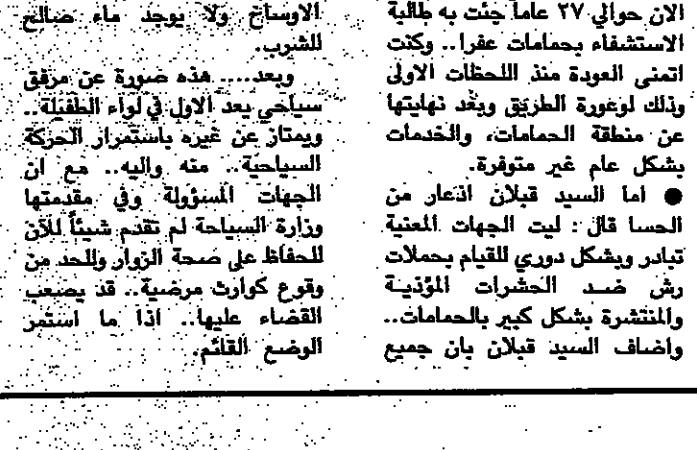 الآن حوالي ٢٧ عاماً جئت به طالبة
الاستشفاء بحمامات عفرا.. وكنت
اتمنى العودة منذ اللحظات الاولى
وذلك لوعورة الطريق وبعد نهايتها
عن منطقة الحمامات، والخدمات
بشكل عام غير متوفرة.
● اما السيد قبلان اذعار من
الحسا قال : ليت الجهات المعنية
تبادر وبشكل دوري للقيام بحملات
رش ضد الحشرات المؤذية
والمنتشرة بشكل كبير بالحمامات..
واضاف السيد قبلان بان جميع
الاوساخ ولا يوجد ماء صالح
للشرب.
وبعد.... هذه صورة عن مرفق
سياحي يعد الاول في لواء الطفيلة..
ويمتاز عن غيره باستمرار الحركة
السياحية.. منه واليه.. مع ان
الجهات المسؤولة وفي مقدمتها
وزارة السياحة لم تقدم شيئاً للآن
للحفاظ على صحة الزوار وللحد من
وقوع كوارث مرضية.. قد يصعب
القضاء عليها.. اذا ما استمر
الوضع القائم.